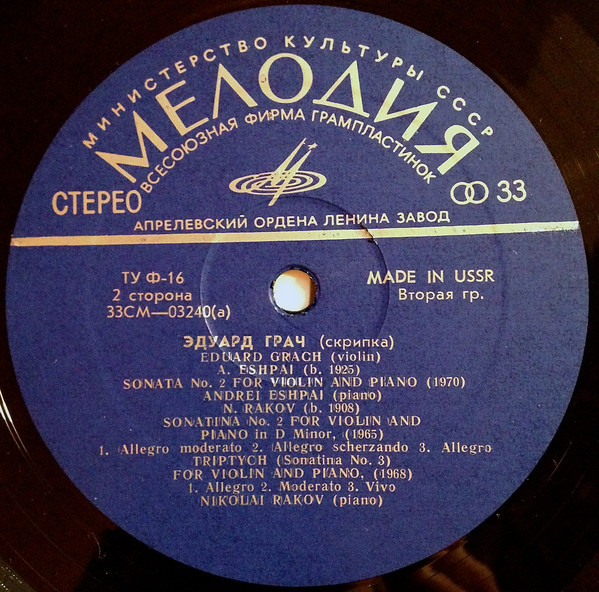 МИНИСТЕРСТВО КУЛЬТУРЫ СССР
МЕЛОДИЯ
ВСЕСОЮЗНАЯ ФИРМА ГРАМПЛАСТИНОК
СТЕРЕО
33
АПРЕЛЕВСКИЙ ОРДЕНА ЛЕНИНА ЗАВОД
ТУ Ф-16
2 сторона
33СМ—03240(а)
MADE IN USSR
Вторая гр.
ЭДУАРД ГРАЧ (скрипка)
EDUARD GRACH (violin)
A. ESHPAI (b. 1925)
SONATA No. 2 FOR VIOLIN AND PIANO (1970)
ANDREI ESHPAI (piano)
N. RAKOV (b. 1908)
SONATINA No. 2 FOR VIOLIN AND
PIANO in D Minor, (1965)
1. Allegro moderato 2. Allegro scherzando 3. Allegro
TRIPTYCH (Sonatina No. 3)
FOR VIOLIN AND PIANO, (1968)
1. Allegro 2. Moderato 3. Vivo
NIKOLAI RAKOV (piano)